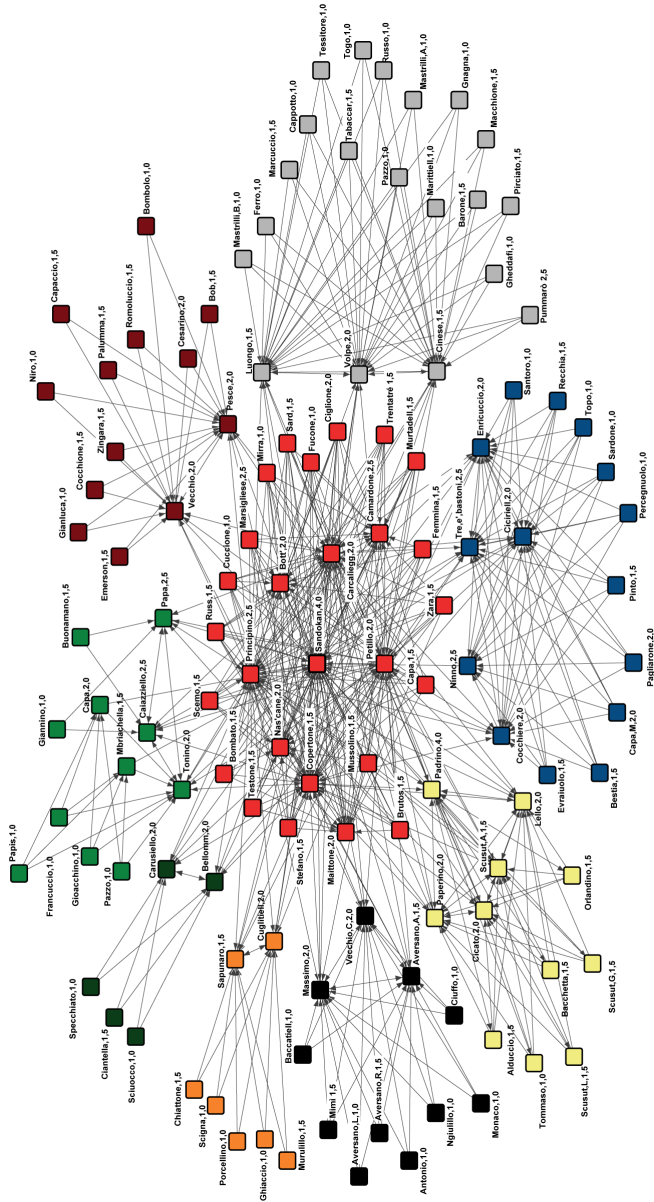 Papis,1,0
Niro,1,0
Giannino,1,0
Francuccio,1,0
Capaccio,1,5
Gianluca,1,0
Buonamano,1,5
Specchiato,1,0
Gioacchino,1,0
Cocchione,1,5
Capa,2,0
Zingara,1,5
Palumma,1,5
Ciantella,1,5
Emerson,1,5
Pazzo,1,0
Mbriachella,1,5
Romoluccio,1,5
Sciuocco,1,0
Papa,2,5
Caiazziello,2,5
Bombolo,1,0
Carusiello,2,0
Chiattone,1,5
Tonino,2,0
Cesarino,2,0
Vecchio,2,0
Scigna,1,0
Scemo,1,5
Bob,1,5
Bellomm,2,0
Porcellino,1,0
Russ,1,5
Sapunaro,1,5
Bombato,1,5
Cuccione,1,0
Pesce,2,0
Ghiaccio,1,0
Principino,2,5
Testone,1,5
Marsigliese,2,5
Mastrilli,B,1,0
Murulillo,1,5
Cuglitiell,2,0
Mirra,1,0
Luongo,1,5
Ferro,1,0
Nas'cane,2,0
Bott',2,0
Marcuccio,1,5
Baccatiell,1,0
Stefano,1,5
Sard,1,5
Cappotto,1,0
Massimo,2,0
Copertone,1,5
Sandokan,4,0
Fucone,1,0
Tessitore,1,0
Mimì 1,5
Maittone,2,0
Mussolino,1,5
Carcaliegg,2,0
Ciglione,2,0
Togo,1,0
Tabaccar,1,5
Aversano,L,1,0
Vecchio,C,2,0
Petillo,2,0
Camardone,2,5
Volpe,2,0
Aversano,R,1,5
Trentatré 1,5
Pazzo,1,0
Russo,1,0
Antonio,1,0
Aversano,A,1,5
Brutos,1,5
Capa,1,5
Murtadell,1,5
Mastrilli,A,1,0
Ngiulillo,1,0
Ciuffo,1,0
Paperino,2,0
Padrino,4,0
Zara,1,5
Femmina,1,5
Cinese,1,5
Marittiell,1,0
Monaco,1,0
Ninno,2,5
Tre,e',bastoni,2,5
Gnagna,1,0
Cicato,2,0
Scusut,A,1,5
Enricuccio,2,0
Barone,1,5
Macchione,1,5
Alduccio,1,5
Cocchiere,2,0
Ciciriell,2,0
Gheddafi,1,0
Pirciato,1,5
Tommaso,1,0
Lello,2,0
Santoro,1,0
Bacchetta,1,5
Evraiuolo,1,5
Recchia,1,5
Pummarò 2,5
Scusut,L,1,5
Orlandino,1,5
Topo,1,0
Scusut,G,1,5
Bestia,1,5
Sardone,1,0
Capa,M,2,0
Pinto,1,5
Percegnuolo,1,0
Pagliarone,2,0